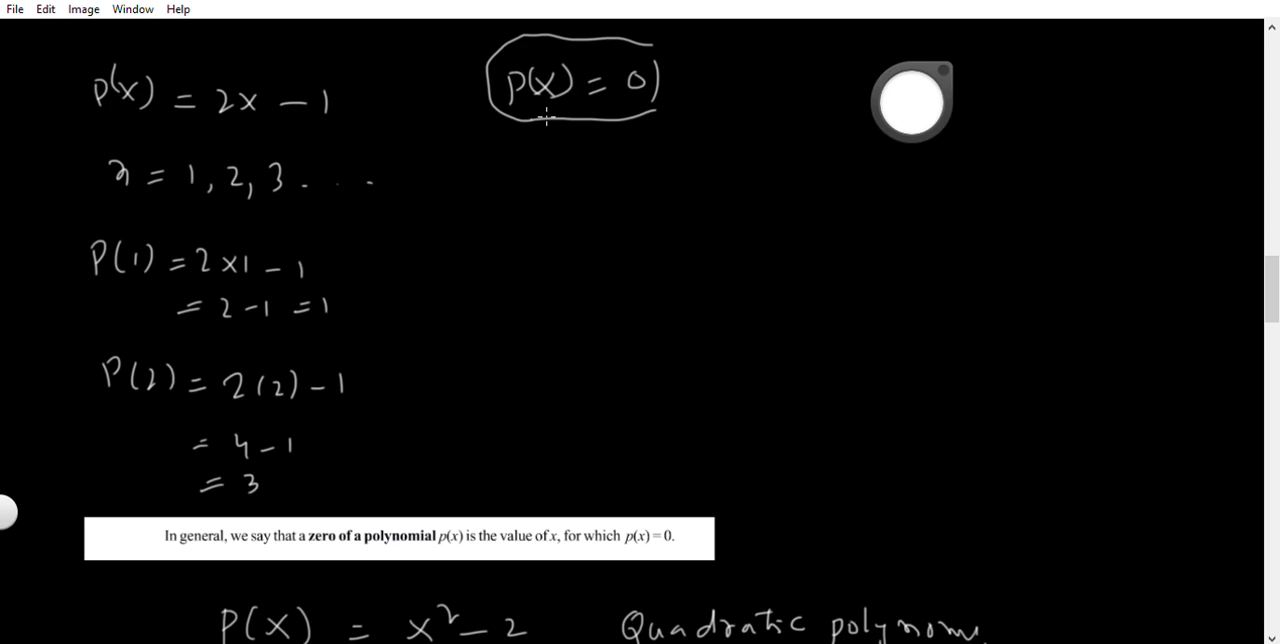 File Edit Image Window Help
p(x) = 2x - 1
p(x) = 0
x = 1, 2, 3 . . .
P(1) = 2 x 1 - 1
= 2 - 1 = 1
P(2) = 2(2) - 1
= 4 - 1
= 3
In general, we say that a zero of a polynomial p(x) is the value of x, for which p(x) = 0.
P(x) = x² - 2 Quadratic polynom